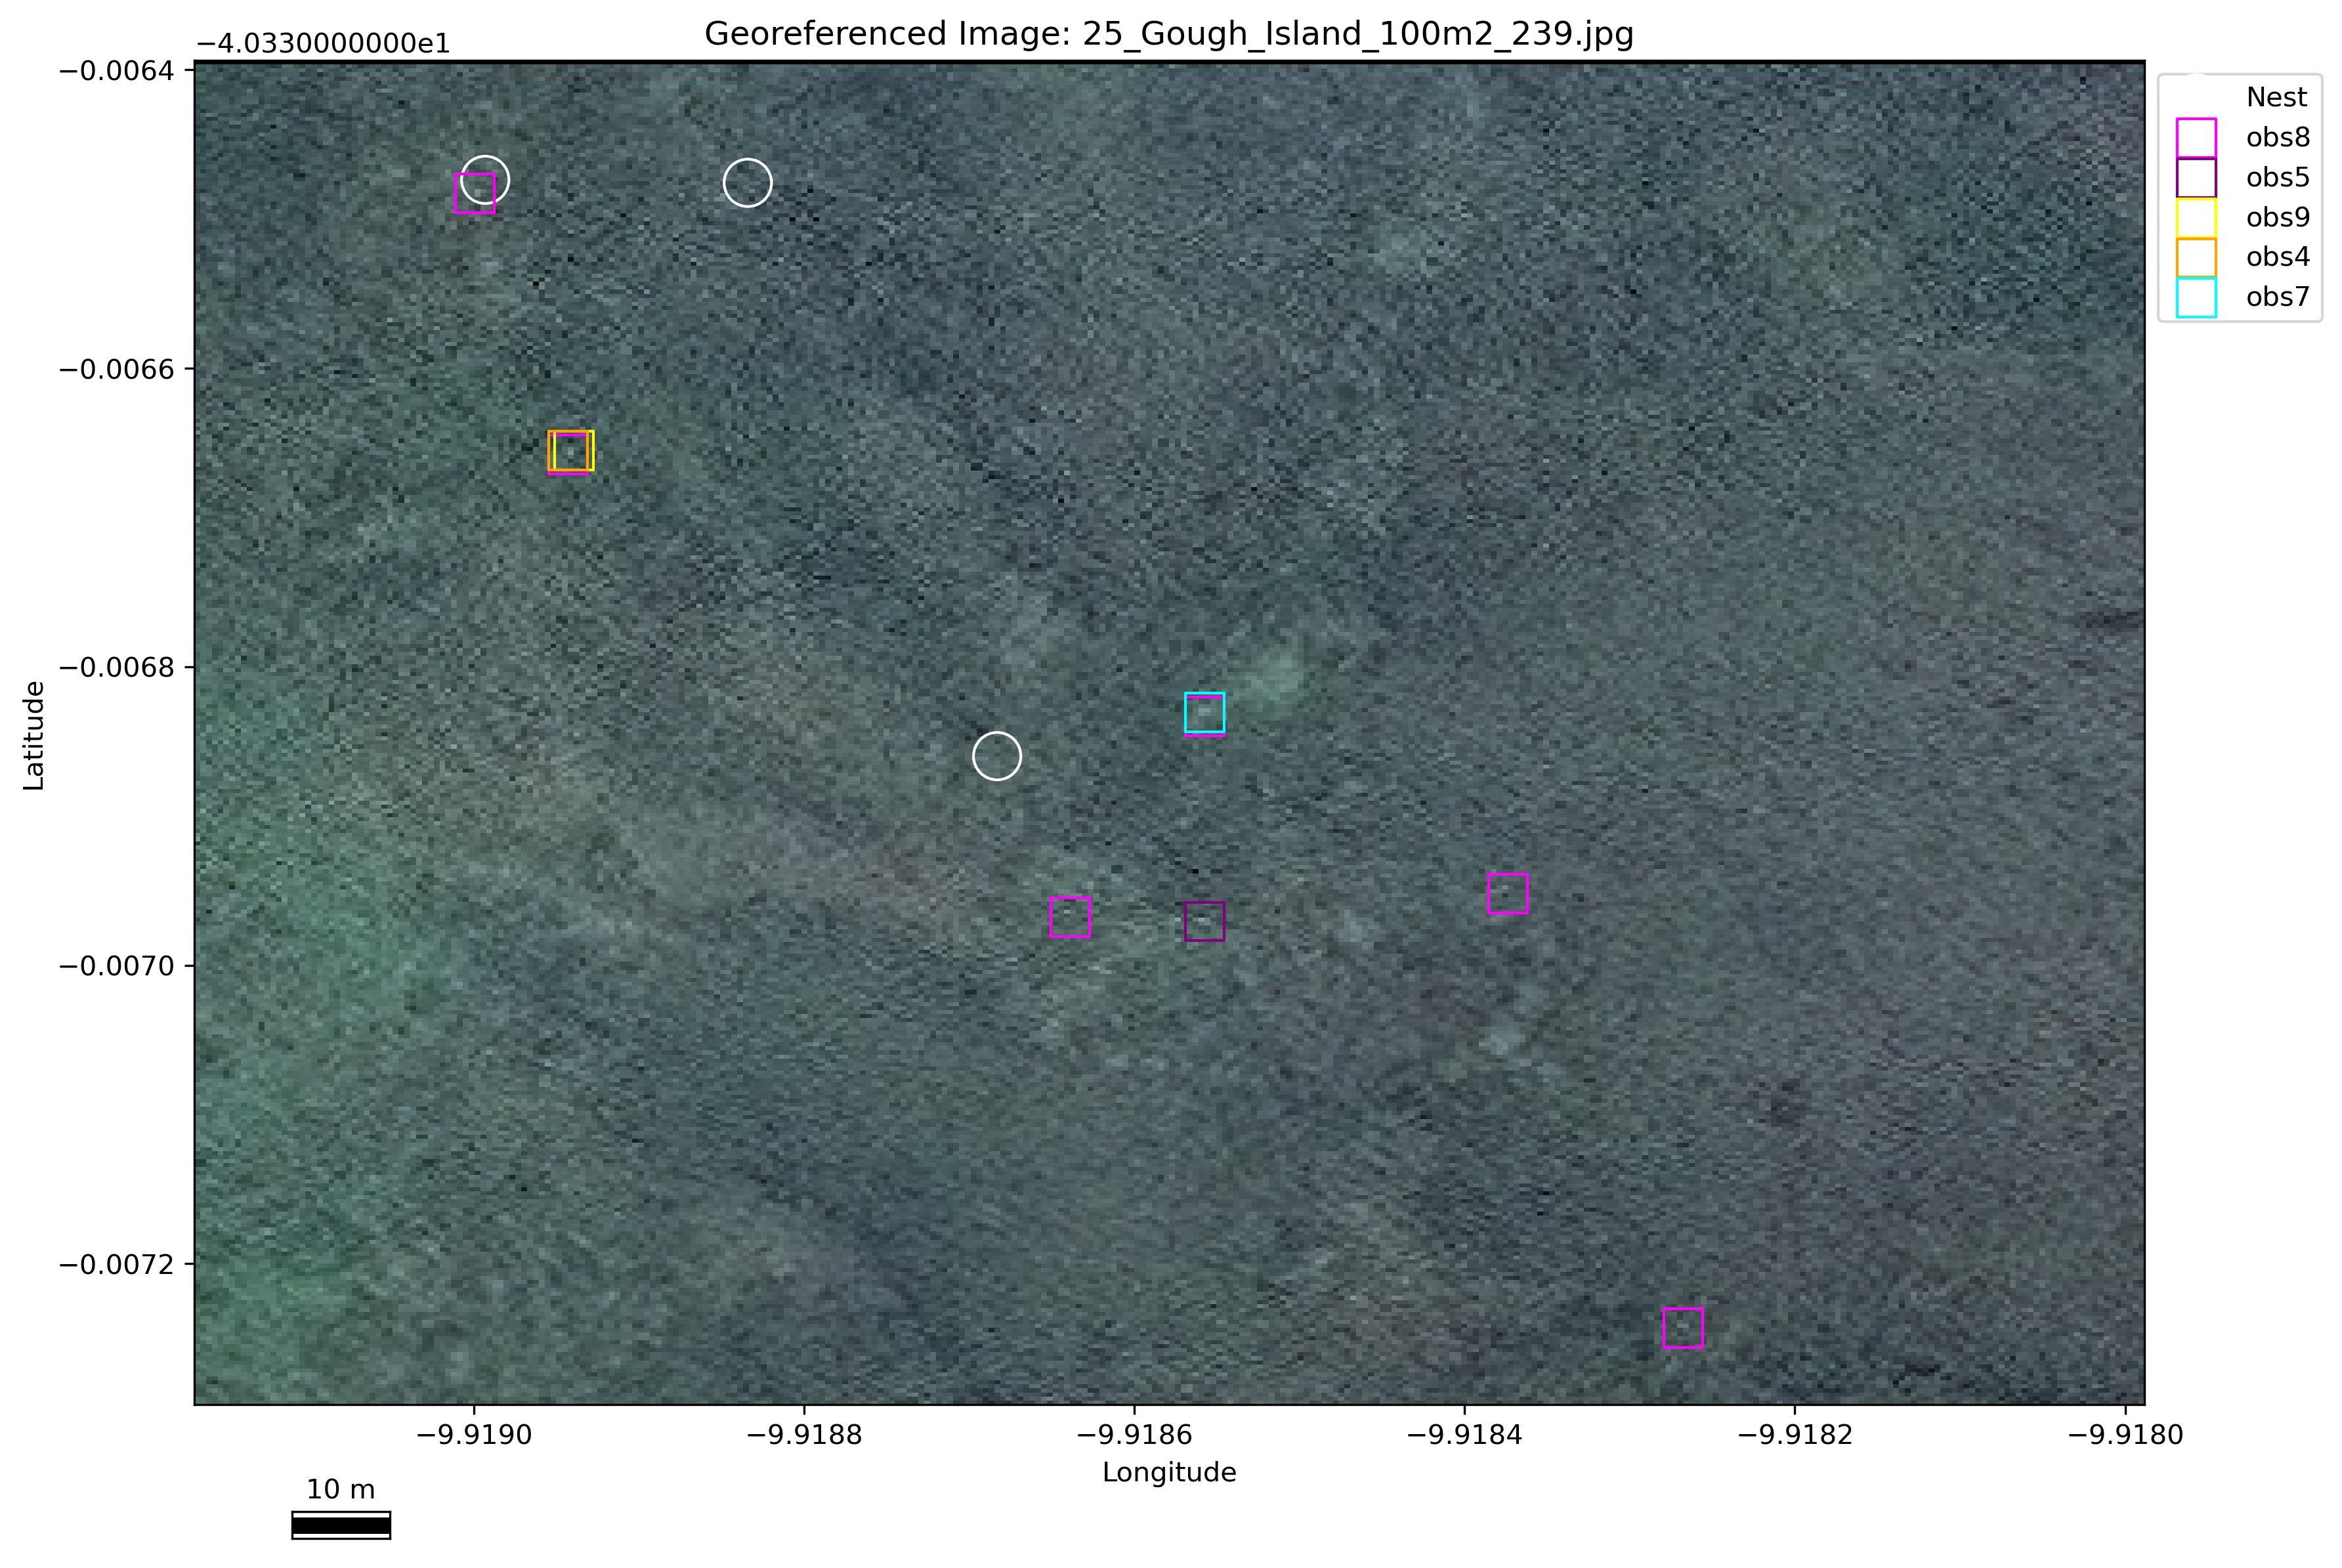 Georeferenced Image: 25_Gough_Island_100m2_239.jpg
−4.0330000000e1
−0.0064
−0.0066
−0.0068
−0.0070
−0.0072
Latitude
−9.9190
−9.9188
−9.9186
−9.9184
−9.9182
−9.9180
Longitude
10 m
Nest
obs8
obs5
obs9
obs4
obs7